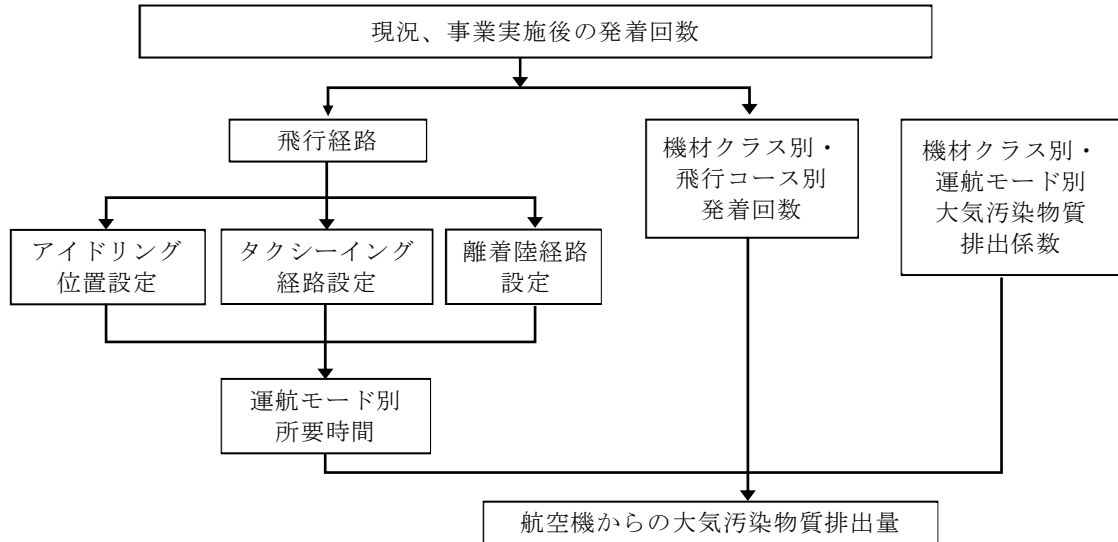 現況、事業実施後の発着回数
飛行経路
機材クラス別・
飛行コース別
発着回数
機材クラス別・
運航モード別
大気汚染物質
排出係数
アイドリング
位置設定
タクシーイング
経路設定
離着陸経路
設定
運航モード別
所要時間
航空機からの大気汚染物質排出量